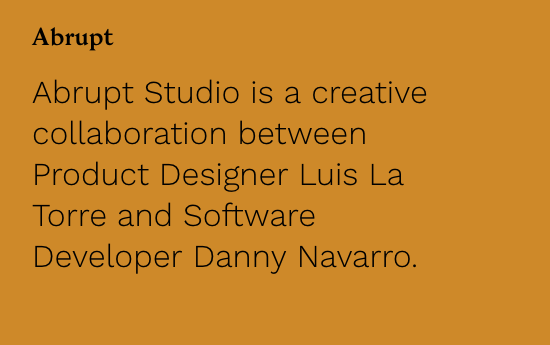 Abrupt
Abrupt Studio is a creative
collaboration between
Product Designer Luis La
Torre and Software
Developer Danny Navarro.